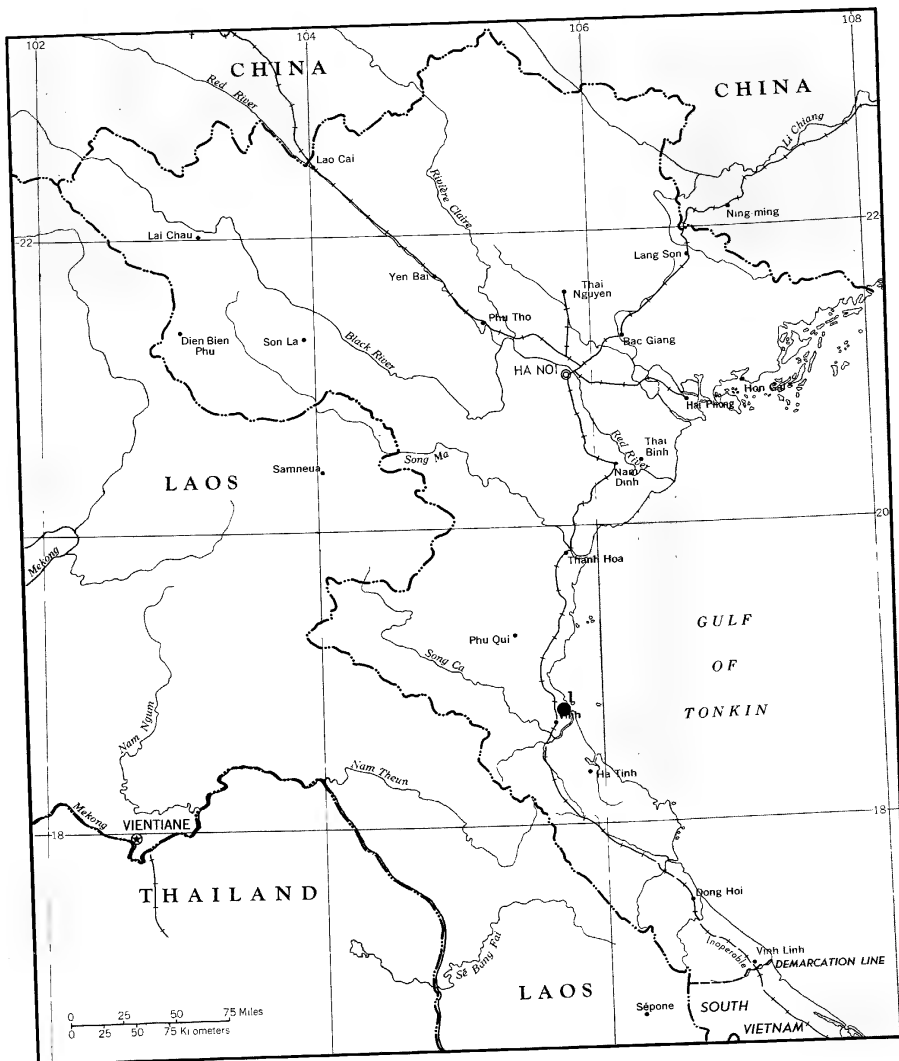 102
104
106
108
CHINA
CHINA
Red River
Li Chiang
Lao Cai
Rivière Claire
Ning-ming
22
22
Lai Chau
Lang Son
Yen Bai
Thai
Nguyen
Phu Tho
Dien Bien
Phu
Son La
Black River
Bac Giang
HA NOI
Hon Gai
Hai Phong
Red River
Thai
Binh
Song Ma
Samneua
Nam
Dinh
LAOS
20
Mekong
Thanh Hoa
GULF
OF
TONKIN
Phu Qui
Song Ca
1
Vinh
Nam Ngum
Nam Theun
Ha Tinh
Mekong
VIENTIANE
18
18
THAILAND
Dong Hoi
Se Bang Fai
Inoperable
Vinh Linh
DEMARCATION LINE
LAOS
Sépone
SOUTH
VIETNAM
0 25 50 75 Miles
0 25 50 75 Kilometers